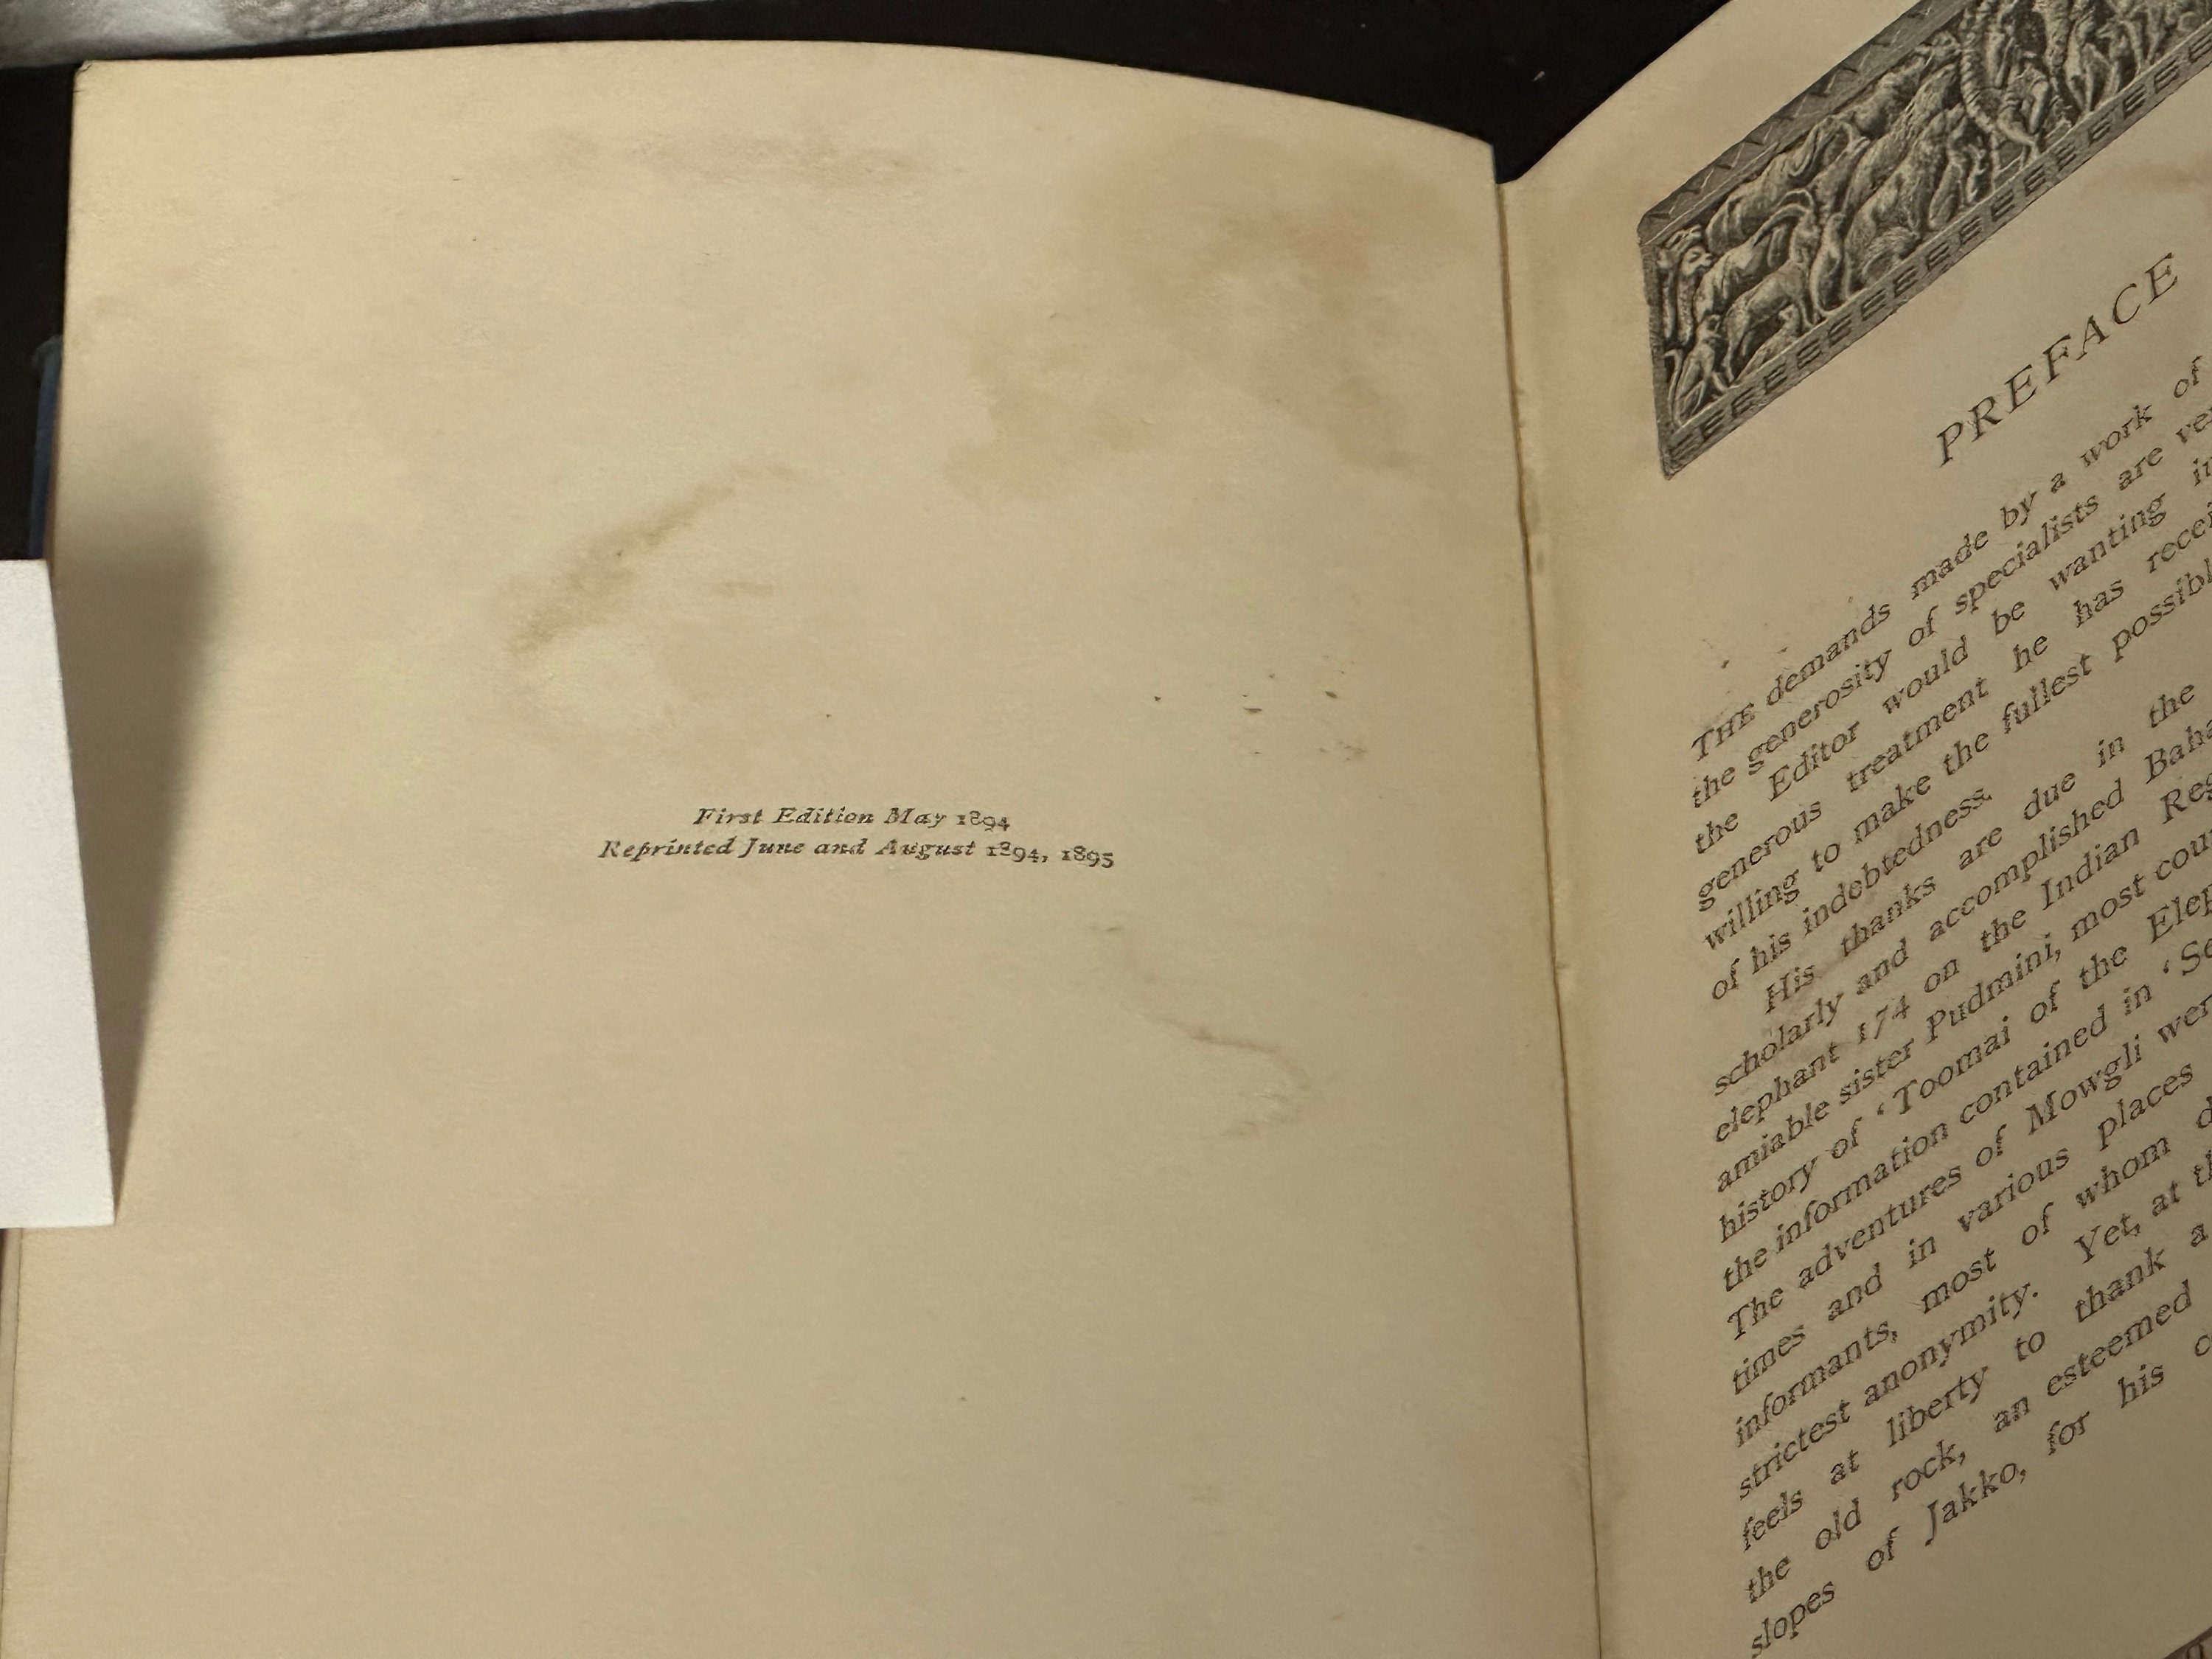 First Edition May 1894
Reprinted June and August 1894, 1895
PREFACE
THE demands made by a work of
the generosity of specialists are
the Editor would be wanting
generous treatment he has
willing to make the fullest
of his indebtedness.
His thanks are due in the
scholarly and accomplished
elephant 174 on the Indian
amiable sister Pudmini, most
history of ‘Toomai of the
the information contained in
The adventures of Mowgli
times and in various places
informants, most of whom
strictest anonymity. Yet, at
feels at liberty to thank a
the old rock, an esteemed
slopes of Jakko, for his